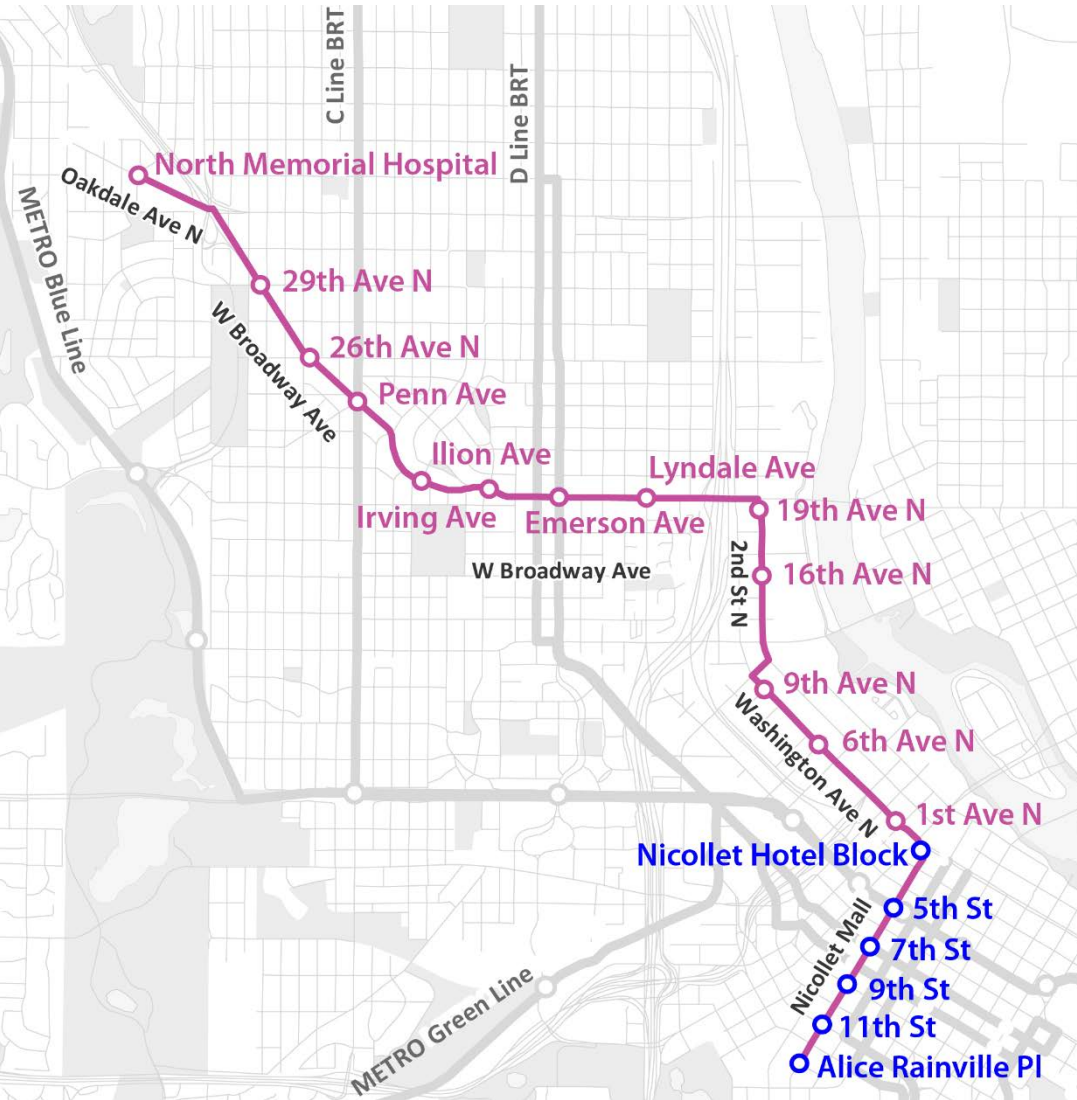 C Line BRT
D Line BRT
North Memorial Hospital
Oakdale Ave N
METRO Blue Line
29th Ave N
W Broadway Ave
26th Ave N
Penn Ave
Ilion Ave
Lyndale Ave
Irving Ave
Emerson Ave
19th Ave N
W Broadway Ave
2nd St N
16th Ave N
9th Ave N
Washington Ave N
6th Ave N
1st Ave N
Nicollet Hotel Block
5th St
Nicollet Mall
7th St
9th St
METRO Green Line
11th St
Alice Rainville Pl